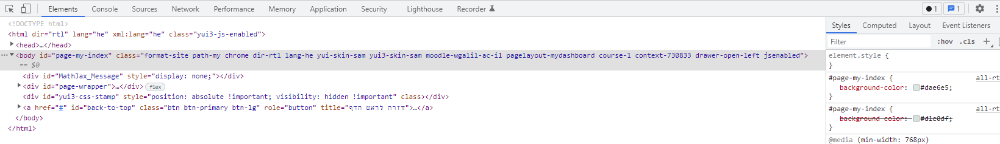 Elements Console Sources Network Performance Memory Application Security Lighthouse Recorder 1 1
<!DOCTYPE html>
<html dir="rtl" lang="he" xml:lang="he" class="yui3-js-enabled">
<head>…</head>
<body id="page-my-index" class="format-site path-my chrome dir-rtl lang-he yui-skin-sam yui3-skin-sam moodle-wgalil-ac-il pagelayout-mydashboard course-1 context-730833 drawer-open-left jsenabled">
== $0
<div id="MathJax_Message" style="display: none;"></div>
<div id="page-wrapper">…</div> flex
<div id="yui3-css-stamp" style="position: absolute !important; visibility: hidden !important" class></div>
<a href="#" id="back-to-top" class="btn btn-primary btn-lg" role="button" title="חזרה לראש הדף">…</a>
</body>
</html>
Styles Computed Layout Event Listeners
Filter :hov .cls +
element.style {
}
#page-my-index { all-rt
background-color: #dae6e5;
}
#page-my-index { all-rt
background-color: #d1e0df;
}
@media (min-width: 768px)